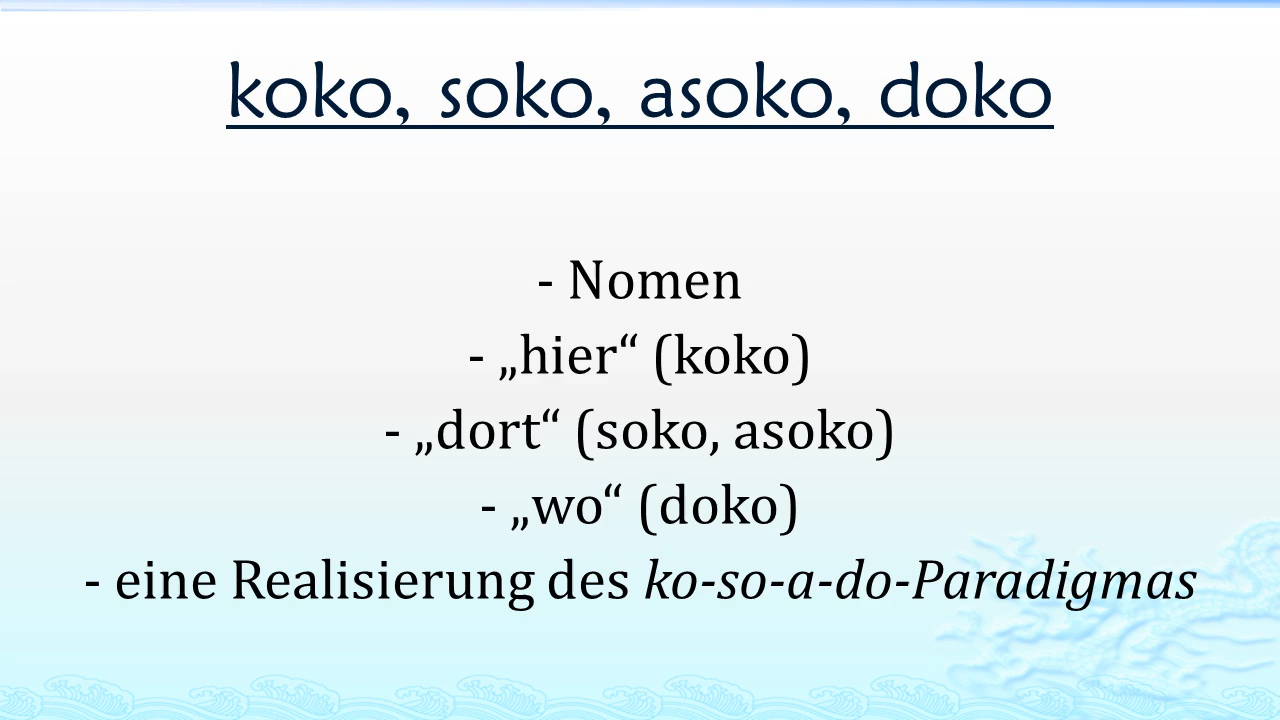 koko, soko, asoko, doko
- Nomen
- „hier“ (koko)
- „dort“ (soko, asoko)
- „wo“ (doko)
- eine Realisierung des ko-so-a-do-Paradigmas